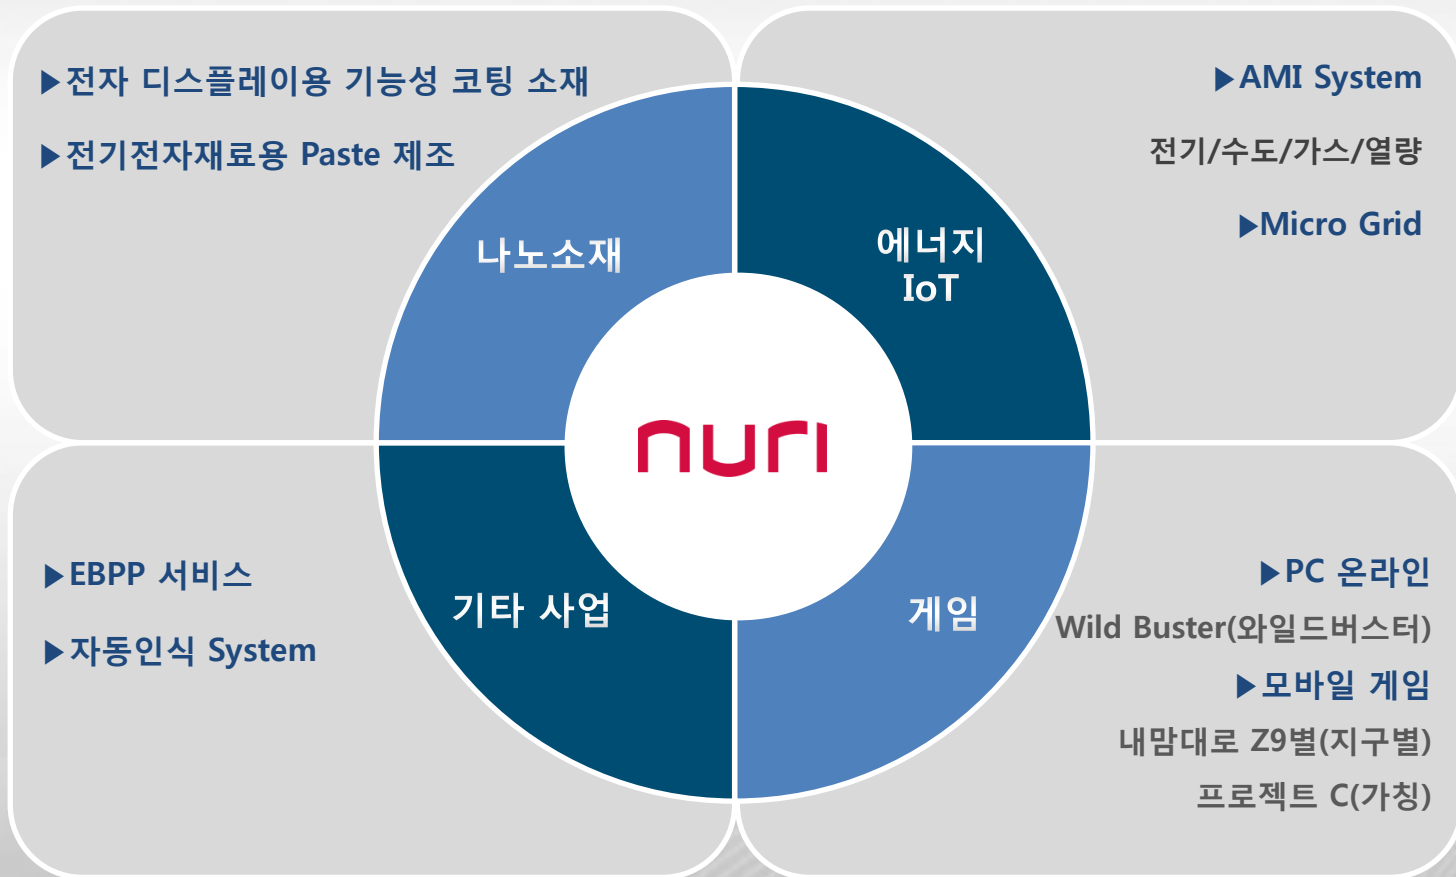 ▶전자 디스플레이용 기능성 코팅 소재
▶전기전자재료용 Paste 제조
나노소재
▶AMI System
전기/수도/가스/열량
▶Micro Grid
에너지
IoT
nuri
▶EBPP 서비스
▶자동인식 System
기타 사업
게임
▶PC 온라인
Wild Buster(와일드버스터)
▶모바일 게임
내맘대로 Z9별(지구별)
프로젝트 C(가칭)